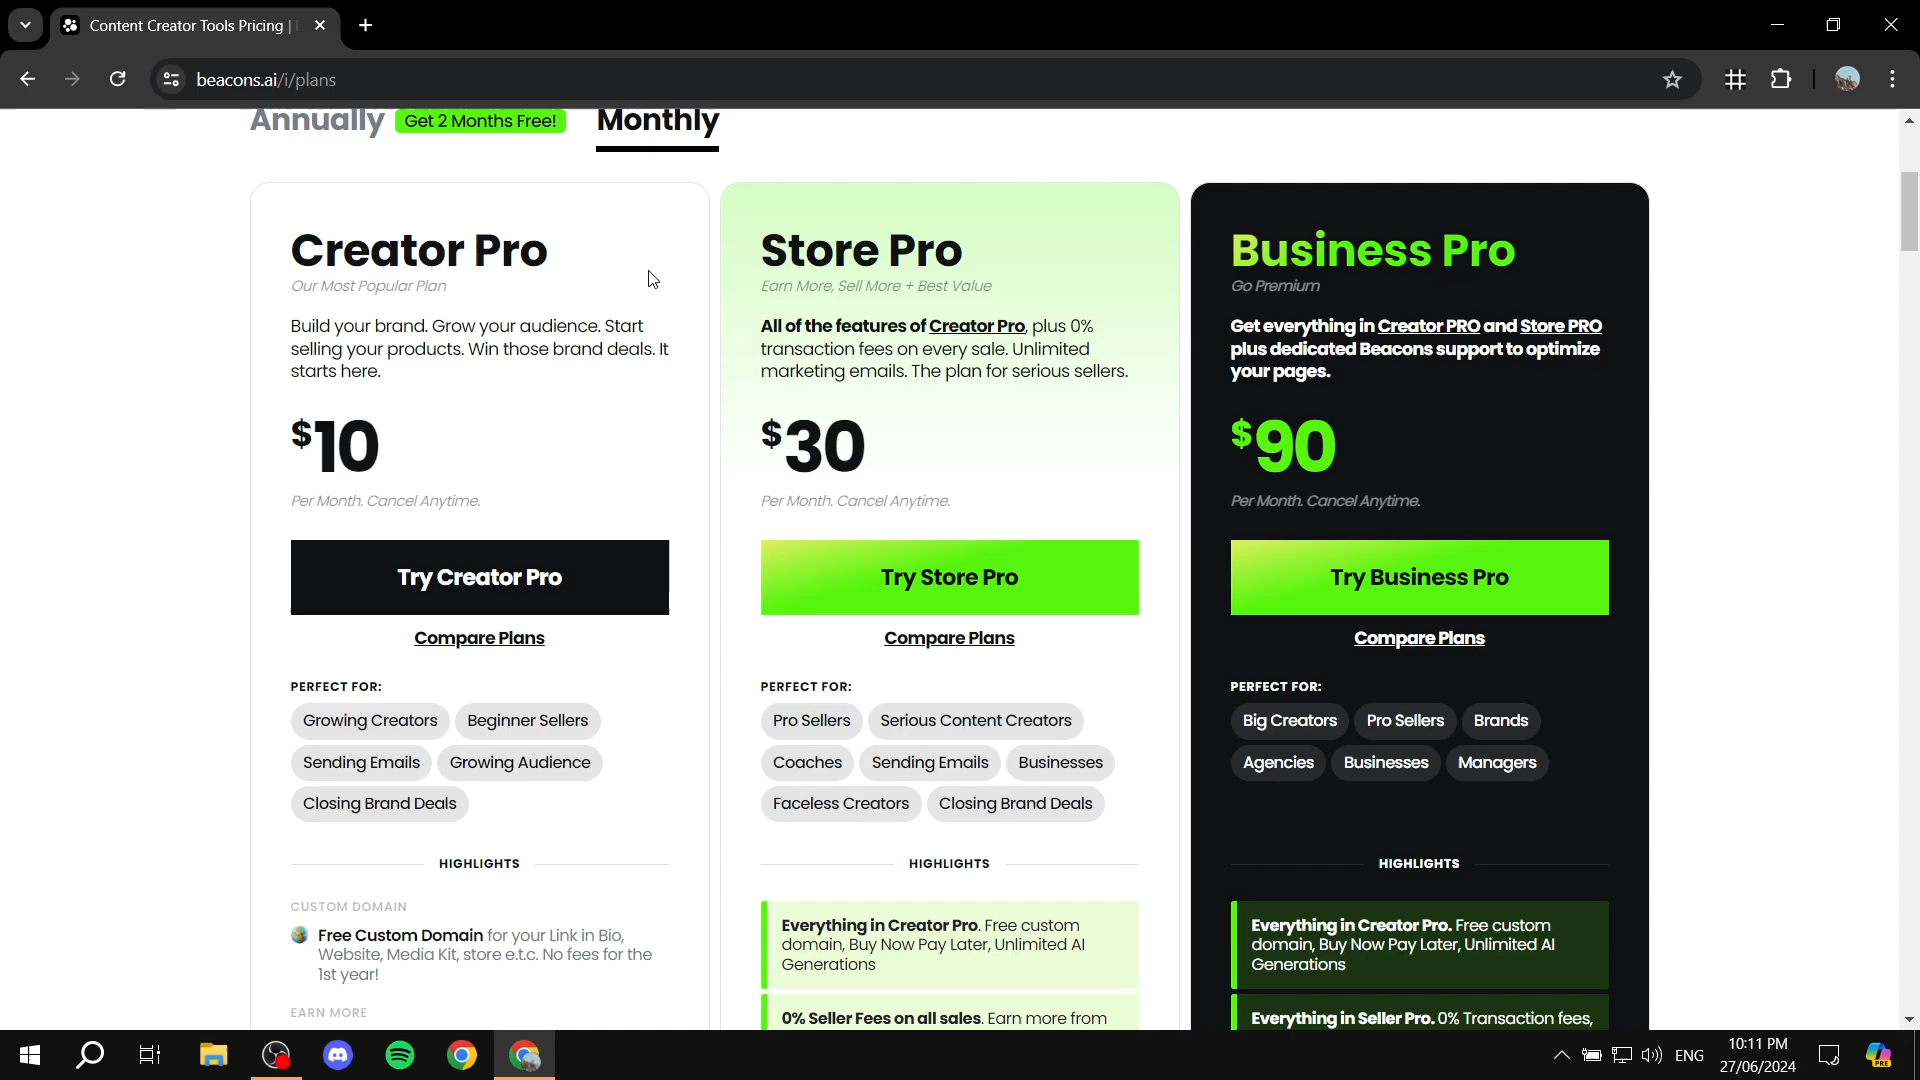 Content Creator Tools Pricing |
beacons.ai/i/plans
Annually Get 2 Months Free! Monthly
Creator Pro
Our Most Popular Plan
Build your brand. Grow your audience. Start
selling your products. Win those brand deals. It
starts here.
$10
Per Month. Cancel Anytime.
Try Creator Pro
Compare Plans
PERFECT FOR:
Growing Creators Beginner Sellers
Sending Emails Growing Audience
Closing Brand Deals
HIGHLIGHTS
CUSTOM DOMAIN
Free Custom Domain for your Link in Bio,
Website, Media Kit, store e.t.c. No fees for the
1st year!
EARN MORE
Store Pro
Earn More, Sell More + Best Value
All of the features of Creator Pro, plus 0%
transaction fees on every sale. Unlimited
marketing emails. The plan for serious sellers.
$30
Per Month. Cancel Anytime.
Try Store Pro
Compare Plans
PERFECT FOR:
Pro Sellers Serious Content Creators
Coaches Sending Emails Businesses
Faceless Creators Closing Brand Deals
HIGHLIGHTS
Everything in Creator Pro. Free custom
domain, Buy Now Pay Later, Unlimited AI
Generations
0% Seller Fees on all sales. Earn more from
Business Pro
Go Premium
Get everything in Creator PRO and Store PRO
plus dedicated Beacons support to optimize
your pages.
$90
Per Month. Cancel Anytime.
Try Business Pro
Compare Plans
PERFECT FOR:
Big Creators Pro Sellers Brands
Agencies Businesses Managers
HIGHLIGHTS
Everything in Creator Pro. Free custom
domain, Buy Now Pay Later, Unlimited AI
Generations
Everything in Seller Pro. 0% Transaction fees,
ENG
10:11 PM
27/06/2024
PRE